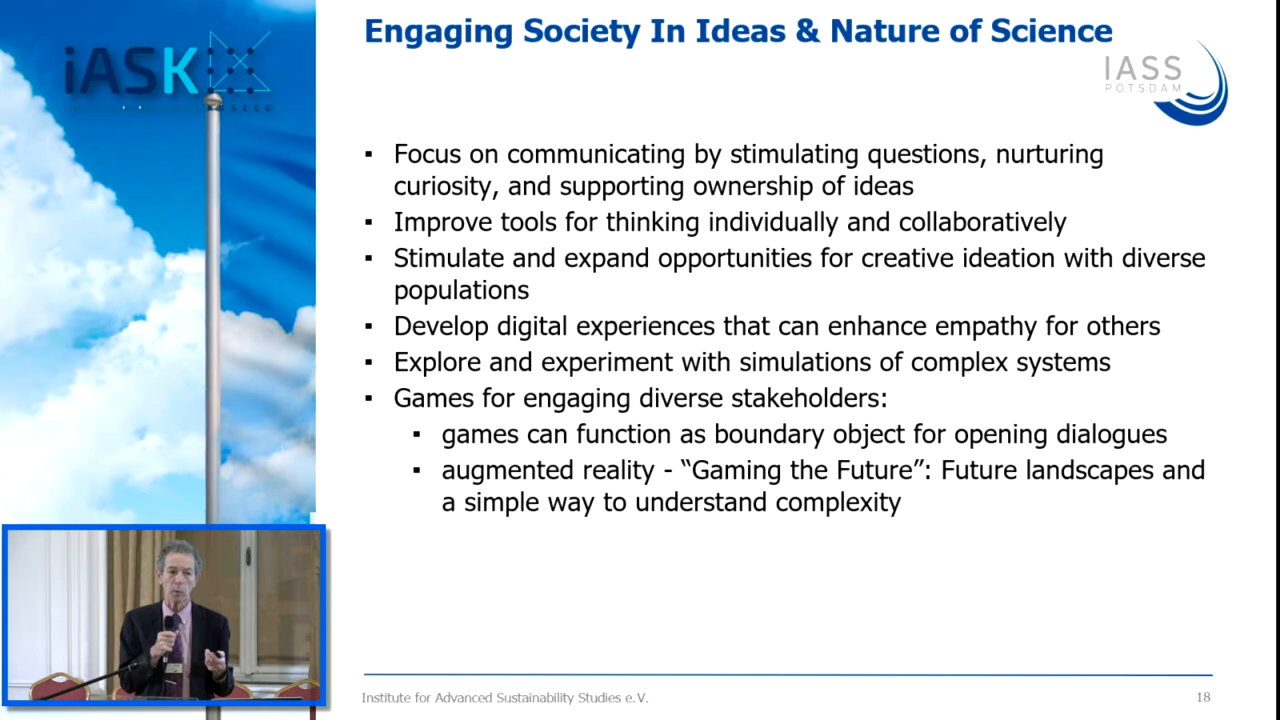 Engaging Society In Ideas & Nature of Science
iASK
KOSZEG
IASS
POTSDAM
▪ Focus on communicating by stimulating questions, nurturing
curiosity, and supporting ownership of ideas
▪ Improve tools for thinking individually and collaboratively
▪ Stimulate and expand opportunities for creative ideation with diverse
populations
▪ Develop digital experiences that can enhance empathy for others
▪ Explore and experiment with simulations of complex systems
▪ Games for engaging diverse stakeholders:
▪ games can function as boundary object for opening dialogues
▪ augmented reality - “Gaming the Future”: Future landscapes and
a simple way to understand complexity
Institute for Advanced Sustainability Studies e.V.
18